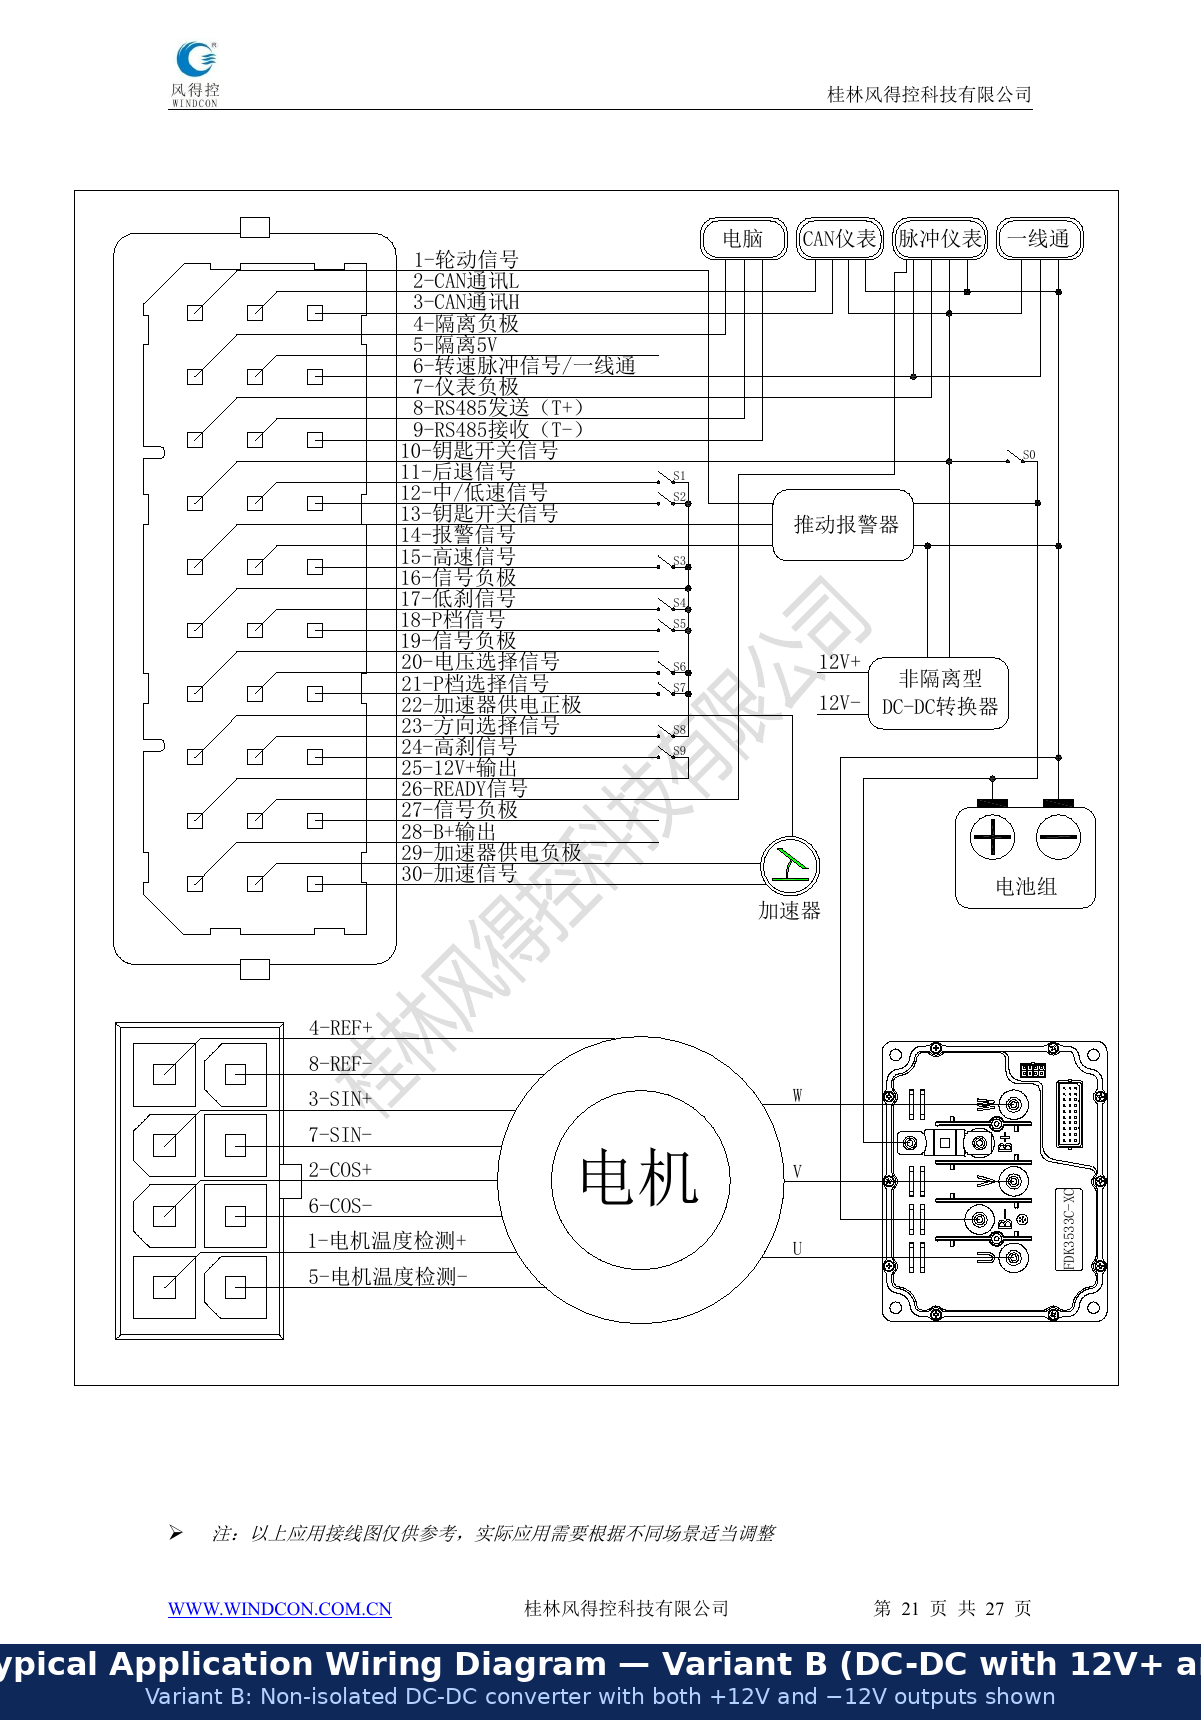 风得控
WINDCON
桂林风得控科技有限公司
电脑
CAN仪表
脉冲仪表
一线通
1-轮动信号
2-CAN通讯L
3-CAN通讯H
4-隔离负极
5-隔离5V
6-转速脉冲信号/一线通
7-仪表负极
8-RS485发送（T+）
9-RS485接收（T-）
10-钥匙开关信号
S0
11-后退信号
S1
12-中/低速信号
S2
13-钥匙开关信号
推动报警器
14-报警信号
15-高速信号
S3
16-信号负极
17-低刹信号
S4
18-P档信号
S5
19-信号负极
20-电压选择信号
S6
12V+
21-P档选择信号
S7
非隔离型
DC-DC转换器
12V-
22-加速器供电正极
23-方向选择信号
S8
24-高刹信号
S9
25-12V+输出
26-READY信号
27-信号负极
28-B+输出
29-加速器供电负极
30-加速信号
加速器
电池组
桂林风得控科技有限公司
4-REF+
8-REF-
3-SIN+
7-SIN-
2-COS+
6-COS-
1-电机温度检测+
5-电机温度检测-
电机
W
V
U
W
B+
V
B-
U
FDK3533C-XC
➢ 注：以上应用接线图仅供参考，实际应用需要根据不同场景适当调整
WWW.WINDCON.COM.CN 桂林风得控科技有限公司 第 21 页 共 27 页
ypical Application Wiring Diagram — Variant B (DC-DC with 12V+ a
Variant B: Non-isolated DC-DC converter with both +12V and −12V outputs shown